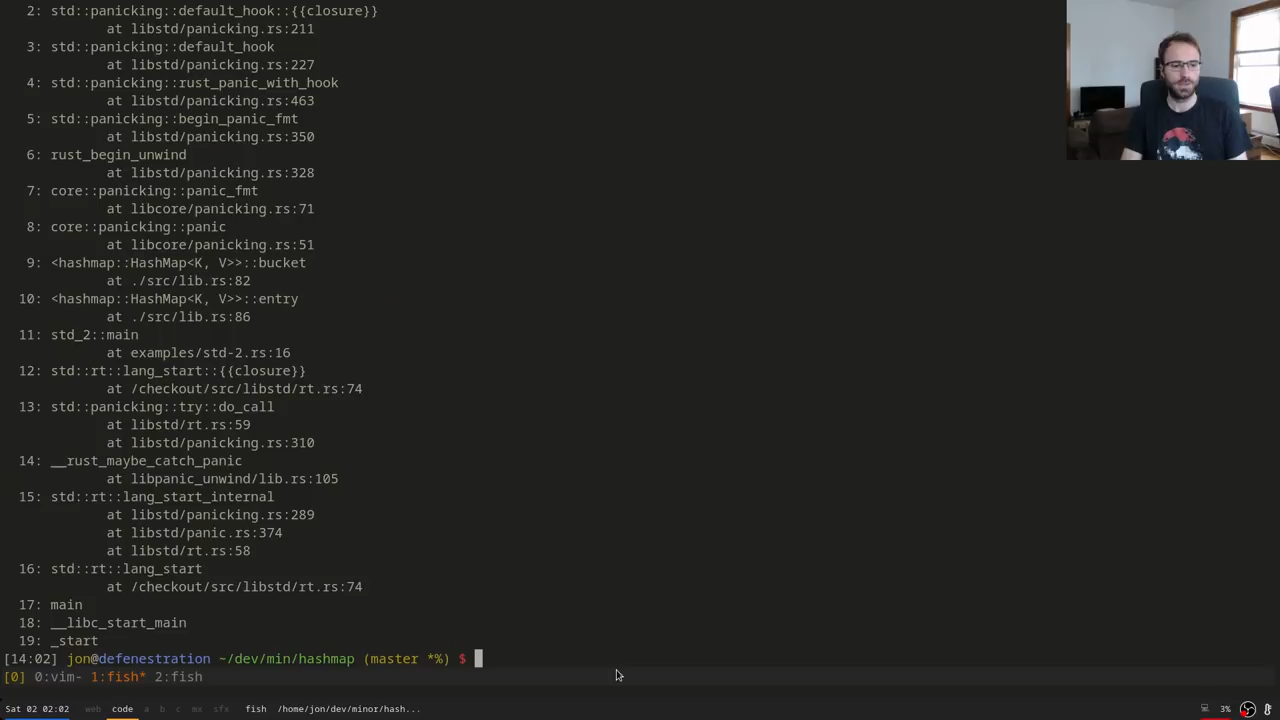 2: std::panicking::default_hook::{{closure}}
at libstd/panicking.rs:211
3: std::panicking::default_hook
at libstd/panicking.rs:227
4: std::panicking::rust_panic_with_hook
at libstd/panicking.rs:463
5: std::panicking::begin_panic_fmt
at libstd/panicking.rs:350
6: rust_begin_unwind
at libstd/panicking.rs:328
7: core::panicking::panic_fmt
at libcore/panicking.rs:71
8: core::panicking::panic
at libcore/panicking.rs:51
9: <hashmap::HashMap<K, V>>::bucket
at ./src/lib.rs:82
10: <hashmap::HashMap<K, V>>::entry
at ./src/lib.rs:86
11: std_2::main
at examples/std-2.rs:16
12: std::rt::lang_start::{{closure}}
at /checkout/src/libstd/rt.rs:74
13: std::panicking::try::do_call
at libstd/rt.rs:59
at libstd/panicking.rs:310
14: __rust_maybe_catch_panic
at libpanic_unwind/lib.rs:105
15: std::rt::lang_start_internal
at libstd/panicking.rs:289
at libstd/panic.rs:374
at libstd/rt.rs:58
16: std::rt::lang_start
at /checkout/src/libstd/rt.rs:74
17: main
18: __libc_start_main
19: _start
[14:02] jon@defenestration ~/dev/min/hashmap (master *%) $
[0] 0:vim- 1:fish* 2:fish
Sat 02 02:02 web code a b c mx sfx fish /home/jon/dev/minor/hash... 3%